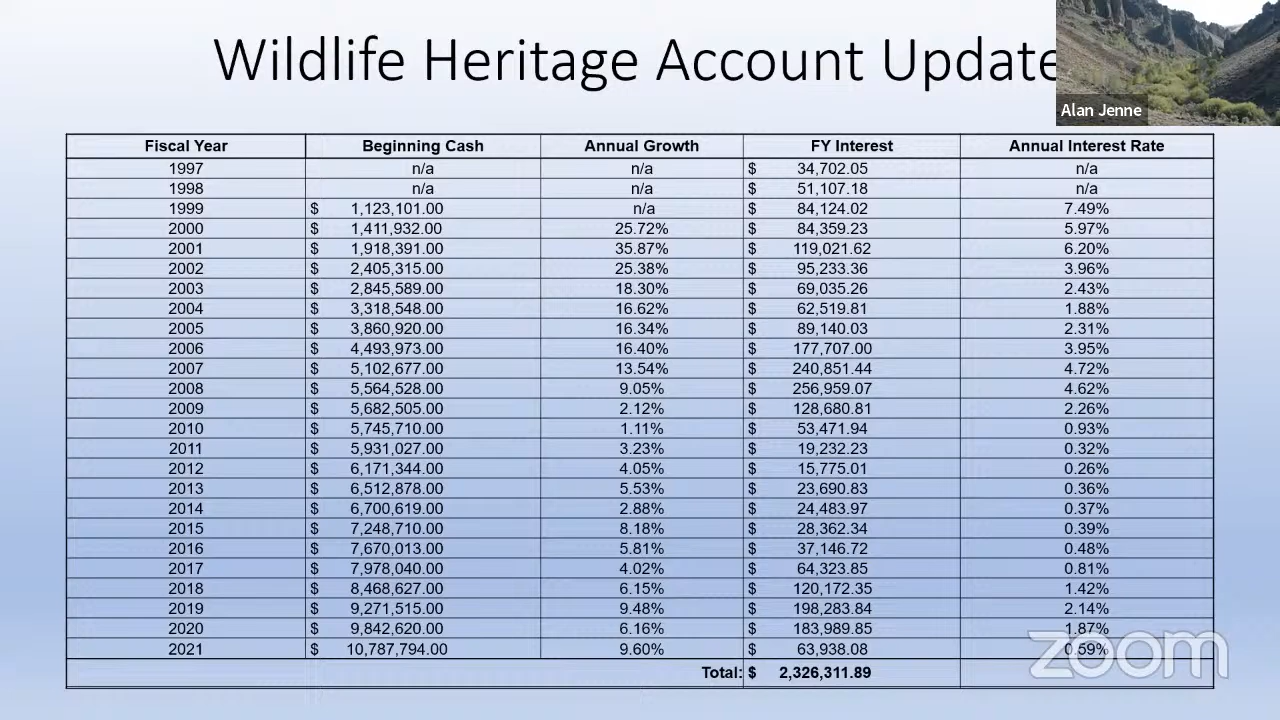 Wildlife Heritage Account Update
Alan Jenne
Fiscal Year Beginning Cash Annual Growth FY Interest Annual Interest Rate
1997 n/a n/a $ 34,702.05 n/a
1998 n/a n/a $ 51,107.18 n/a
1999 $ 1,123,101.00 n/a $ 84,124.02 7.49%
2000 $ 1,411,932.00 25.72% $ 84,359.23 5.97%
2001 $ 1,918,391.00 35.87% $ 119,021.62 6.20%
2002 $ 2,405,315.00 25.38% $ 95,233.36 3.96%
2003 $ 2,845,589.00 18.30% $ 69,035.26 2.43%
2004 $ 3,318,548.00 16.62% $ 62,519.81 1.88%
2005 $ 3,860,920.00 16.34% $ 89,140.03 2.31%
2006 $ 4,493,973.00 16.40% $ 177,707.00 3.95%
2007 $ 5,102,677.00 13.54% $ 240,851.44 4.72%
2008 $ 5,564,528.00 9.05% $ 256,959.07 4.62%
2009 $ 5,682,505.00 2.12% $ 128,680.81 2.26%
2010 $ 5,745,710.00 1.11% $ 53,471.94 0.93%
2011 $ 5,931,027.00 3.23% $ 19,232.23 0.32%
2012 $ 6,171,344.00 4.05% $ 15,775.01 0.26%
2013 $ 6,512,878.00 5.53% $ 23,690.83 0.36%
2014 $ 6,700,619.00 2.88% $ 24,483.97 0.37%
2015 $ 7,248,710.00 8.18% $ 28,362.34 0.39%
2016 $ 7,670,013.00 5.81% $ 37,146.72 0.48%
2017 $ 7,978,040.00 4.02% $ 64,323.85 0.81%
2018 $ 8,468,627.00 6.15% $ 120,172.35 1.42%
2019 $ 9,271,515.00 9.48% $ 198,283.84 2.14%
2020 $ 9,842,620.00 6.16% $ 183,989.85 1.87%
2021 $ 10,787,794.00 9.60% $ 63,938.08 0.59%
Total: $ 2,326,311.89
zoom